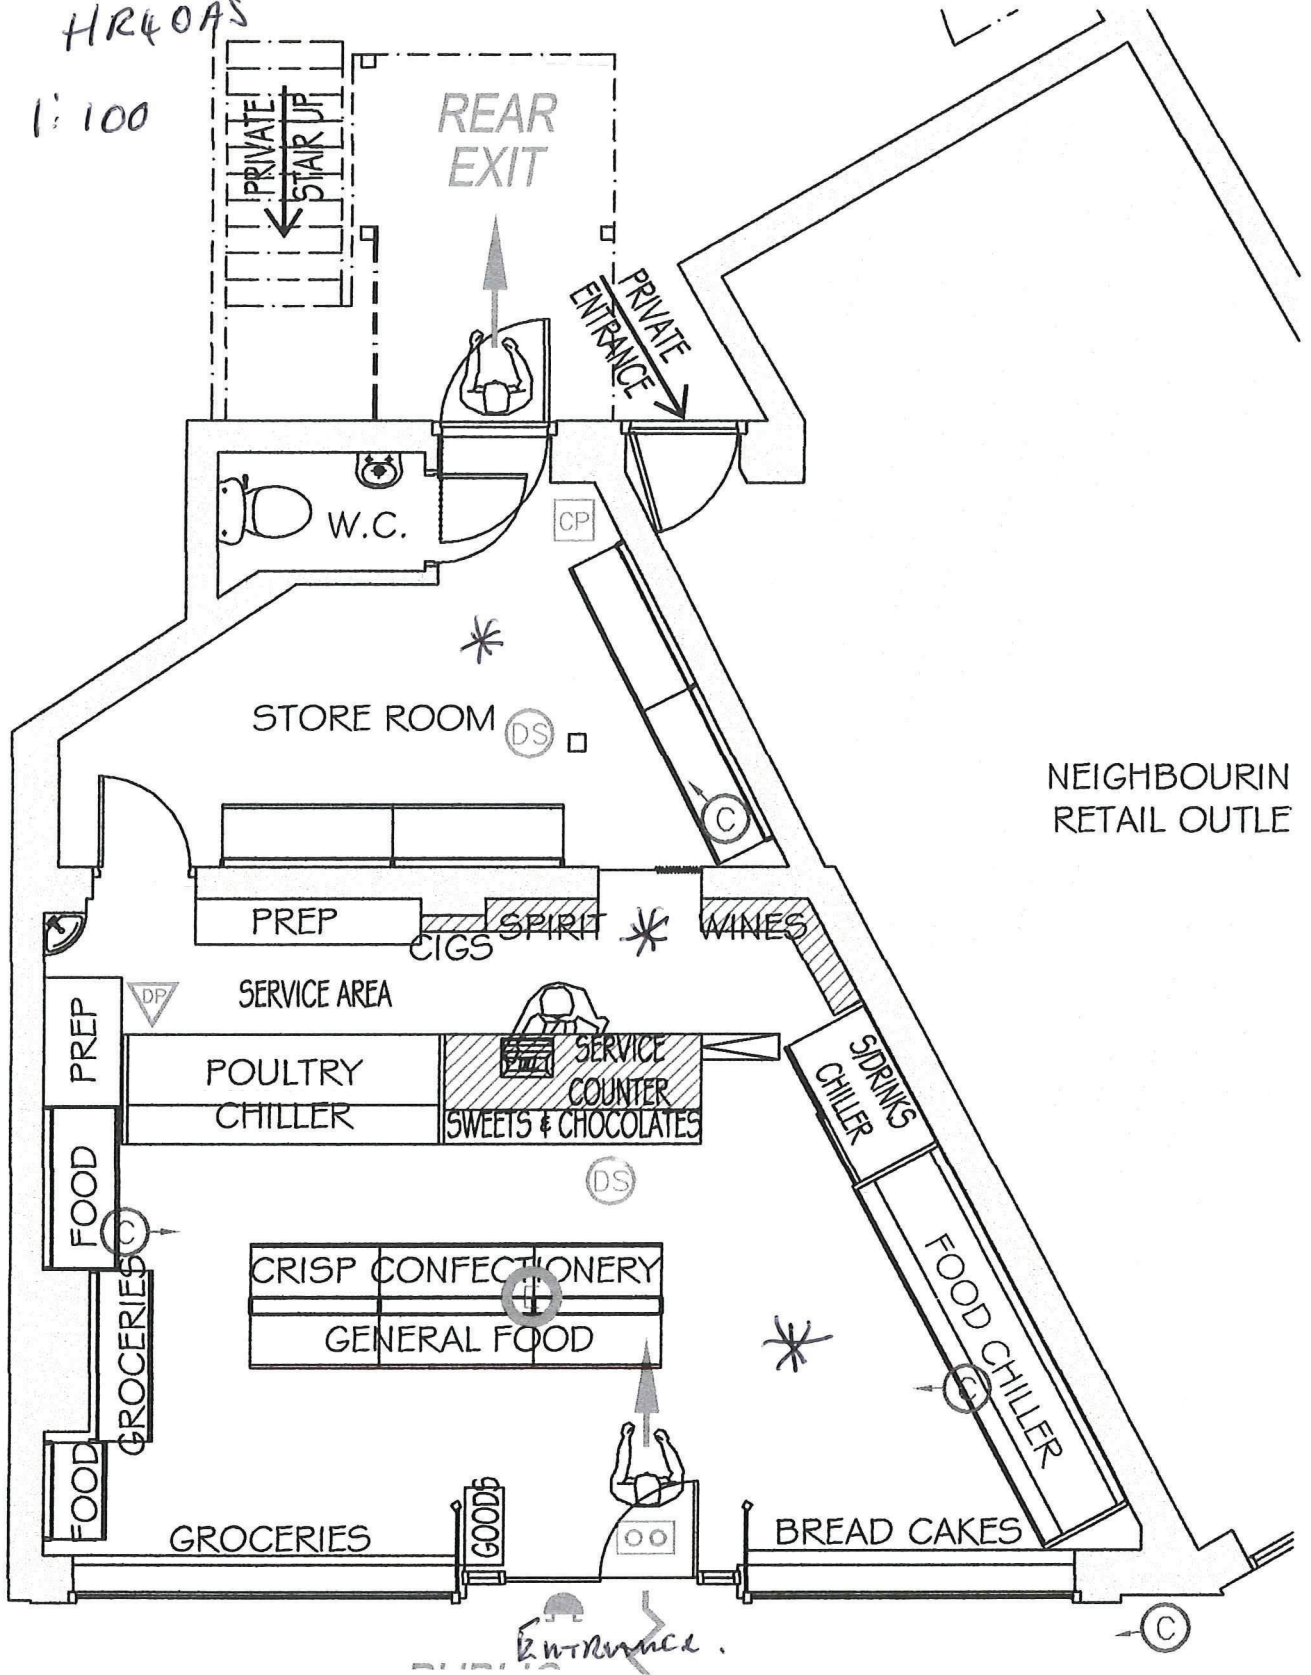 HR4 0AS
1:100
PRIVATE
STAIR UP
REAR
EXIT
PRIVATE
ENTRANCE
W.C.
CP
STORE ROOM
DS
C
NEIGHBOURIN
RETAIL OUTLE
PREP
CIGS
SPIRIT
WINES
DP
SERVICE AREA
PREP
POULTRY
CHILLER
SERVICE
COUNTER
SWEETS & CHOCOLATES
S/DRINKS
CHILLER
FOOD
C
DS
CRISP
CONFECTIONERY
E
GENERAL FOOD
GROCERIES
FOOD CHILLER
C
FOOD
GROCERIES
GOODS
BREAD CAKES
ENTRANCE.
C